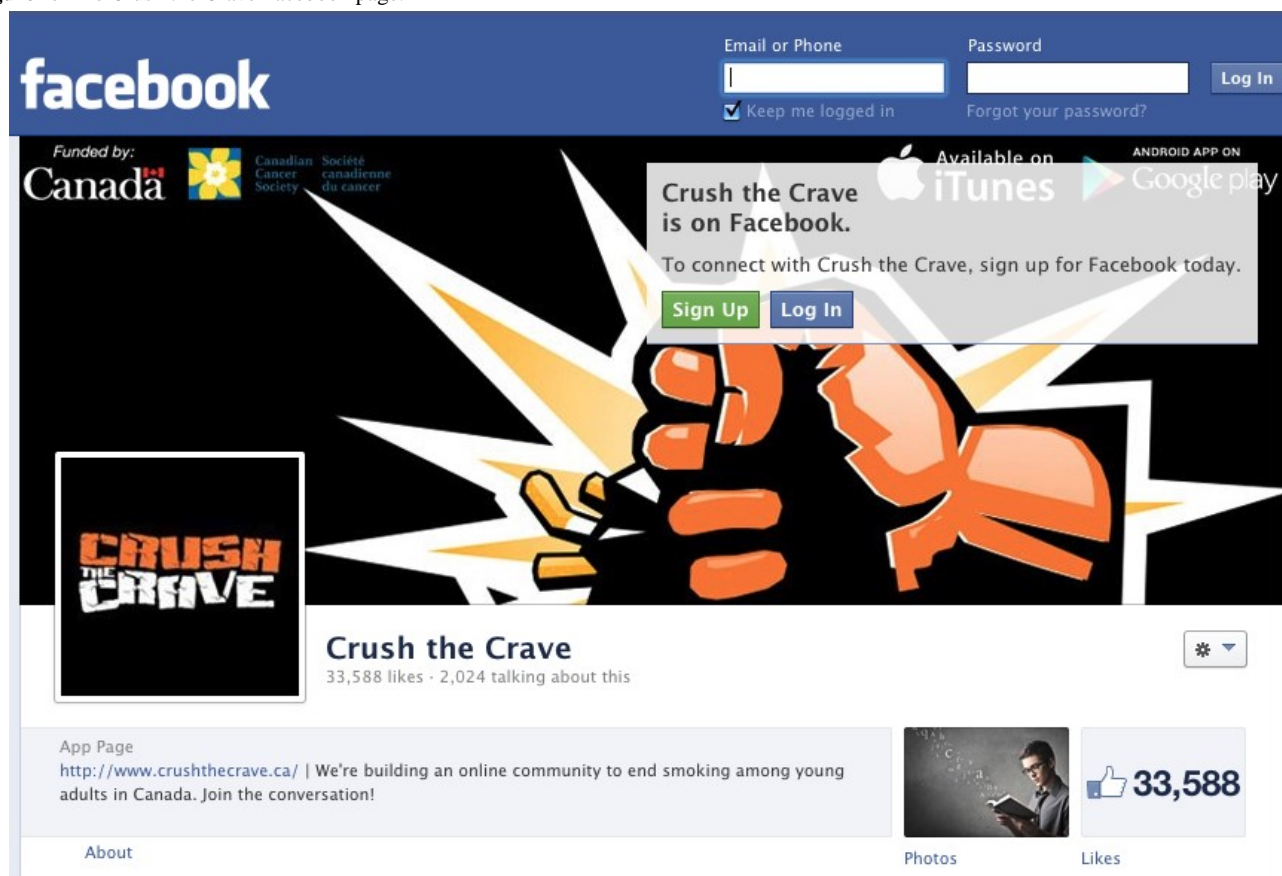 Email or Phone
Password
facebook
Log In
Keep me logged in
Forgot your password?
Funded by:
Canada
Canadian Société
Cancer canadienne
Society du cancer
Available on
iTunes
ANDROID APP ON
Google play
Crush the Crave
is on Facebook.
To connect with Crush the Crave, sign up for Facebook today.
Sign Up
Log In
CRUSH
THE
CRAVE
Crush the Crave
33,588 likes · 2,024 talking about this
App Page
http://www.crushthecrave.ca/ | We're building an online community to end smoking among young
adults in Canada. Join the conversation!
33,588
About
Photos
Likes